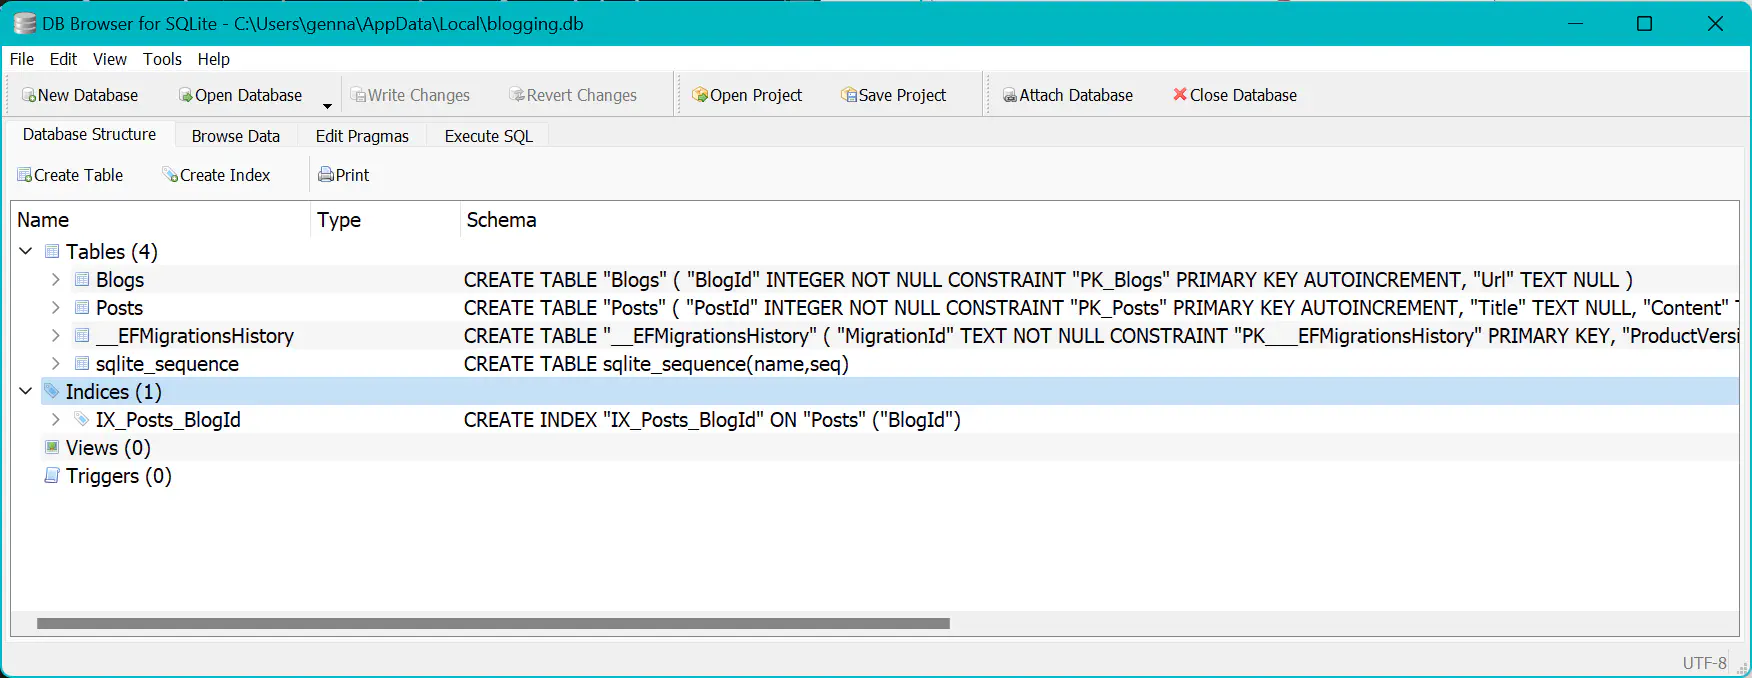 DB Browser for SQLite - C:\Users\genna\AppData\Local\blogging.db
File Edit View Tools Help
New Database Open Database Write Changes Revert Changes Open Project Save Project Attach Database Close Database
Database Structure Browse Data Edit Pragmas Execute SQL
Create Table Create Index Print
Name Type Schema
Tables (4)
Blogs CREATE TABLE "Blogs" ( "BlogId" INTEGER NOT NULL CONSTRAINT "PK_Blogs" PRIMARY KEY AUTOINCREMENT, "Url" TEXT NULL )
Posts CREATE TABLE "Posts" ( "PostId" INTEGER NOT NULL CONSTRAINT "PK_Posts" PRIMARY KEY AUTOINCREMENT, "Title" TEXT NULL, "Content" T
__EFMigrationsHistory CREATE TABLE "__EFMigrationsHistory" ( "MigrationId" TEXT NOT NULL CONSTRAINT "PK___EFMigrationsHistory" PRIMARY KEY, "ProductVersi
sqlite_sequence CREATE TABLE sqlite_sequence(name,seq)
Indices (1)
IX_Posts_BlogId CREATE INDEX "IX_Posts_BlogId" ON "Posts" ("BlogId")
Views (0)
Triggers (0)
UTF-8